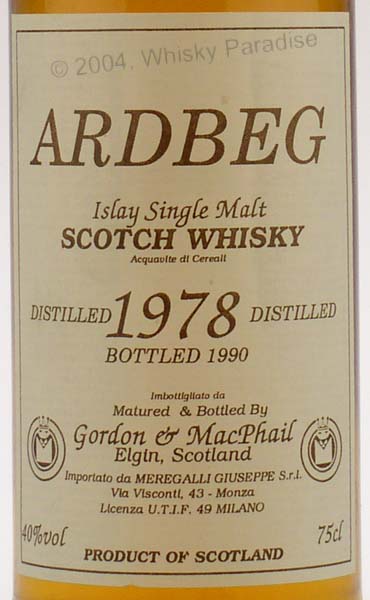 © 2004, Whisky Paradise
ARDBEG
Islay Single Malt
SCOTCH WHISKY
Acquavite di Cereali
DISTILLED 1978 DISTILLED
BOTTLED 1990
Imbottigliato da
Matured & Bottled By
Gordon & MacPhail
Elgin, Scotland
Importato da MEREGALLI GIUSEPPE S.r.l.
Via Visconti, 43 - Monza
Licenza U.T.I.F. 49 MILANO
40%vol 75cl
PRODUCT OF SCOTLAND